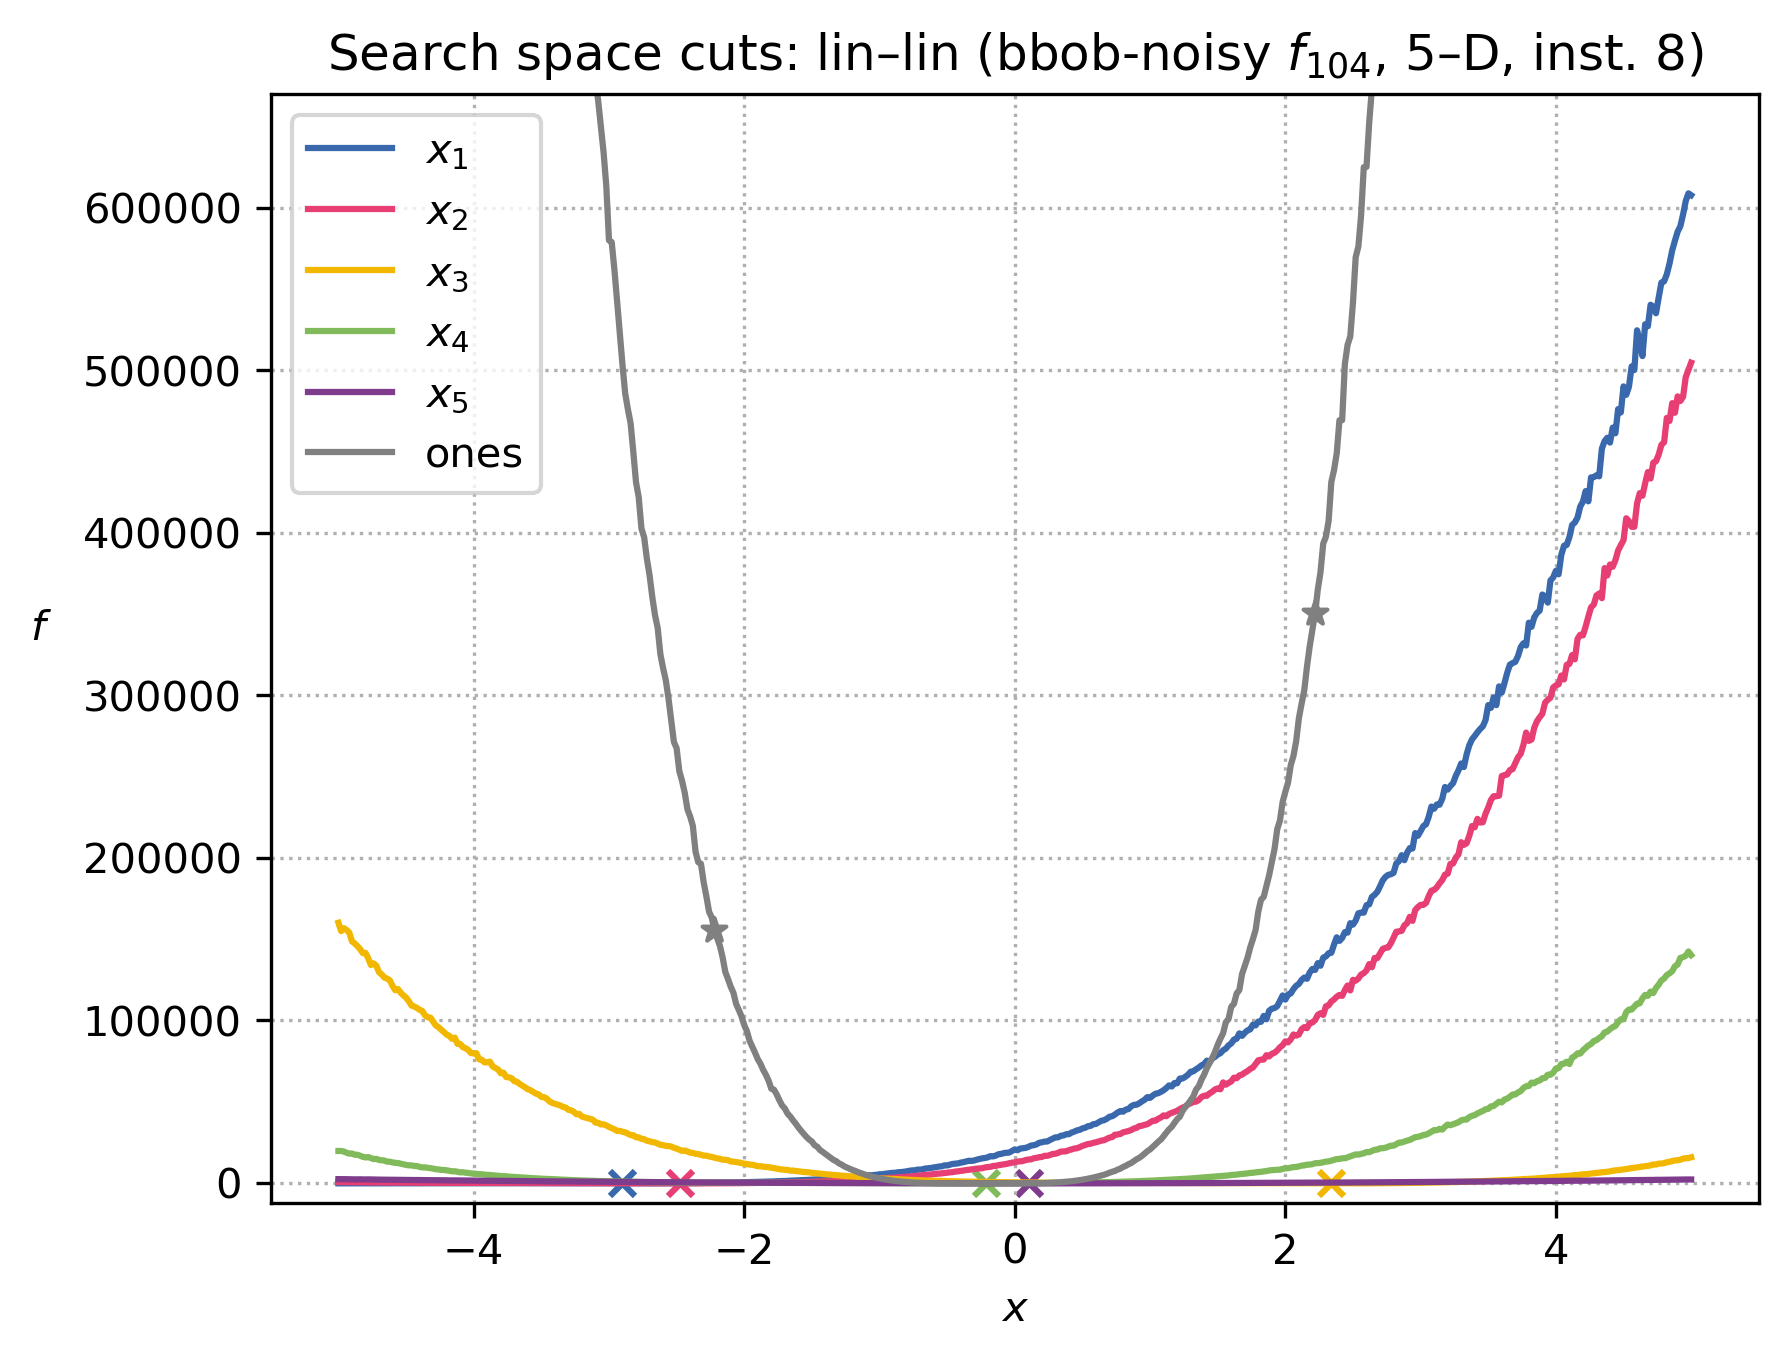 Search space cuts: lin–lin (bbob-noisy f₁₀₄, 5–D, inst. 8)
x₁
x₂
x₃
x₄
x₅
ones
600000
500000
400000
300000
200000
100000
0
f
−4 −2 0 2 4
x